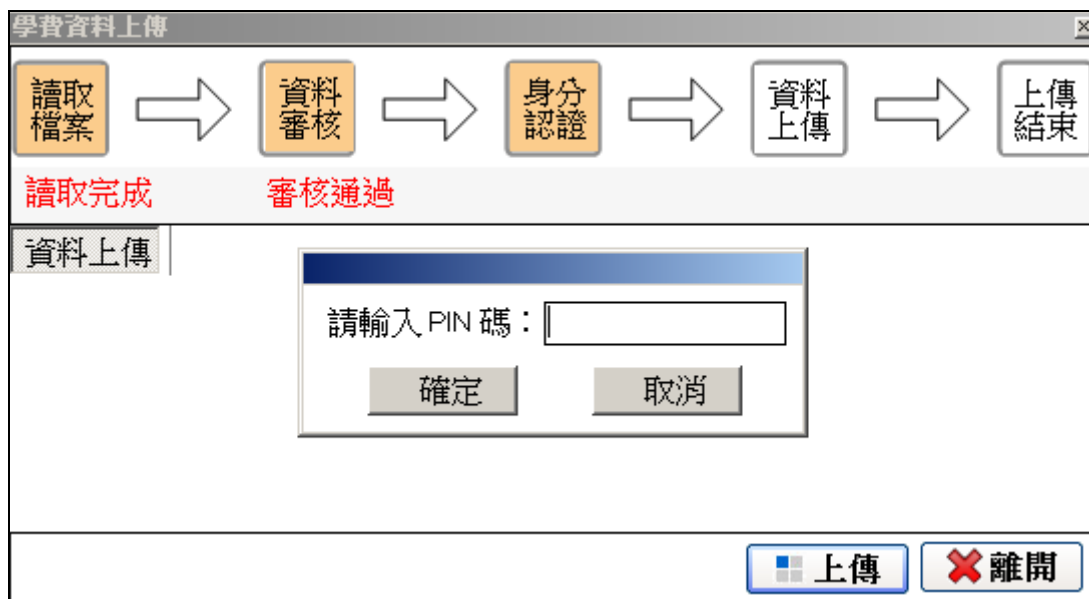 學費資料上傳
讀取
檔案
資料
審核
身分
認證
資料
上傳
上傳
結束
讀取完成
審核通過
資料上傳
請輸入 PIN 碼：
確定
取消
上傳
離開